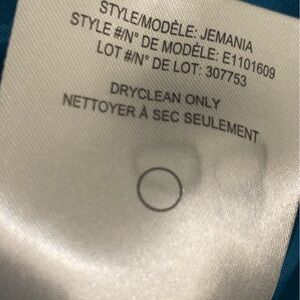 STYLE/MODÈLE: JEMANIA
STYLE #/N° DE MODÈLE: E1101609
LOT #/N° DE LOT: 307753
DRYCLEAN ONLY
NETTOYER À SEC SEULEMENT